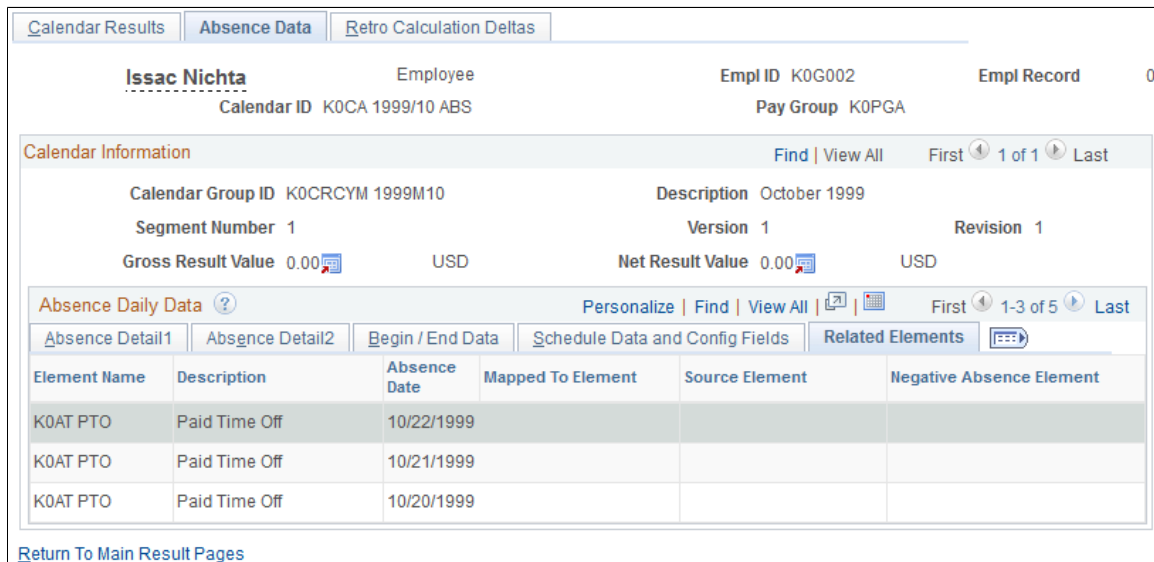 Calendar Results Absence Data Retro Calculation Deltas
Issac Nichta Employee Empl ID K0G002 Empl Record 0
Calendar ID K0CA 1999/10 ABS Pay Group K0PGA
Calendar Information Find | View All First 1 of 1 Last
Calendar Group ID K0CRCYM 1999M10 Description October 1999
Segment Number 1 Version 1 Revision 1
Gross Result Value 0.00 USD Net Result Value 0.00 USD
Absence Daily Data ? Personalize | Find | View All | | First 1-3 of 5 Last
Absence Detail1 Absence Detail2 Begin / End Data Schedule Data and Config Fields Related Elements
Element Name Description Absence Date Mapped To Element Source Element Negative Absence Element
K0AT PTO Paid Time Off 10/22/1999
K0AT PTO Paid Time Off 10/21/1999
K0AT PTO Paid Time Off 10/20/1999
Return To Main Result Pages